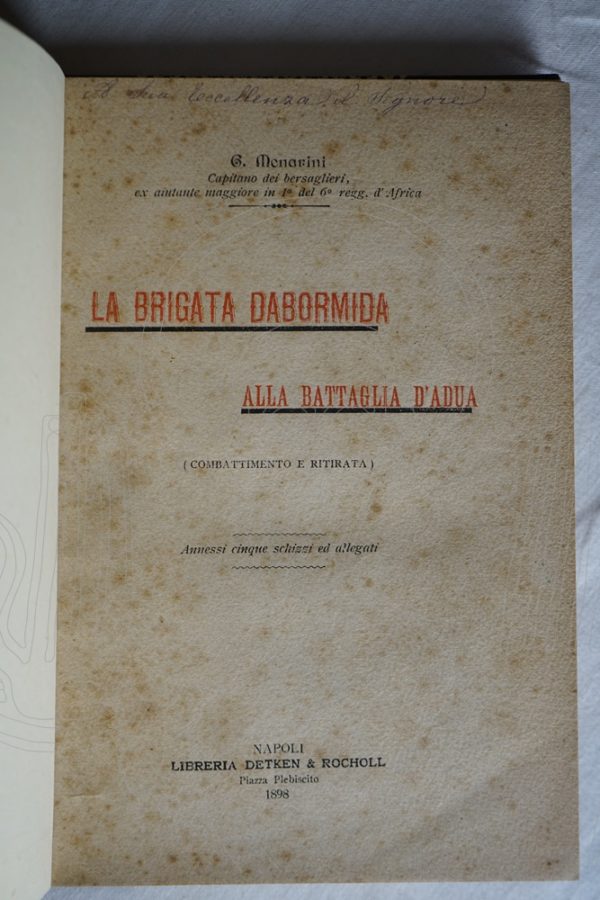 A Sua Eccellenza il Signore
G. Menarini
Capitano dei bersaglieri,
ex aiutante maggiore in 1º del 6º regg. d'Africa
LA BRIGATA DABORMIDA
ALLA BATTAGLIA D'ADUA
( COMBATTIMENTO E RITIRATA )
Annessi cinque schizzi ed allegati
NAPOLI
LIBRERIA DETKEN & ROCHOLL
Piazza Plebiscito
1898